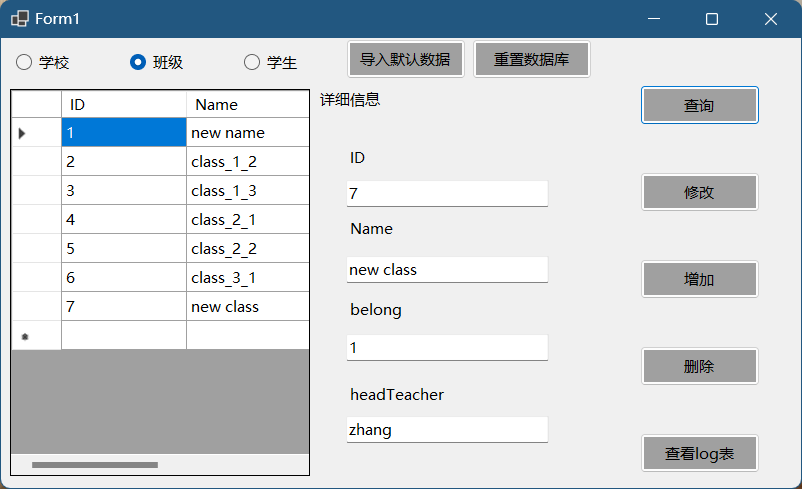 Form1
学校 班级 学生 导入默认数据 重置数据库
ID Name
1 new name
2 class_1_2
3 class_1_3
4 class_2_1
5 class_2_2
6 class_3_1
7 new class
详细信息
ID
7
Name
new class
belong
1
headTeacher
zhang
查询
修改
增加
删除
查看log表